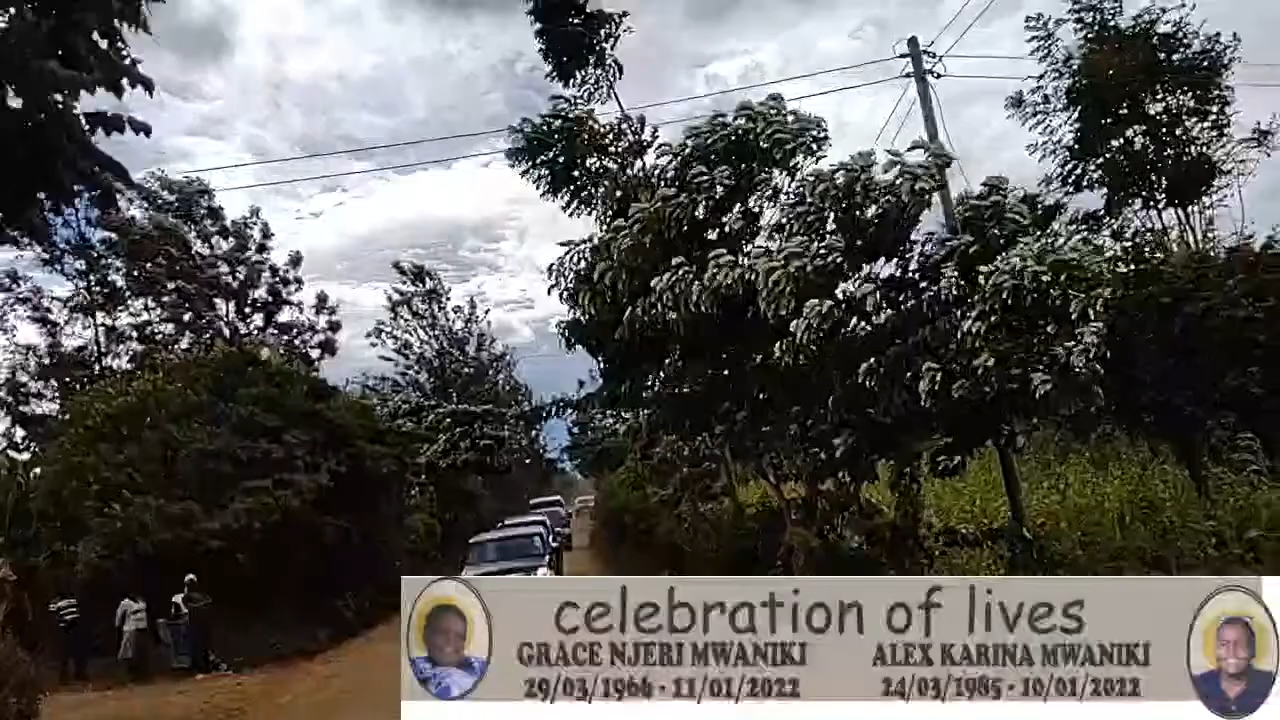 celebration of lives
GRACE NJERI MWANIKI
29/03/1966 - 11/01/2022
ALEX KARINA MWANIKI
24/03/1985 - 10/01/2022